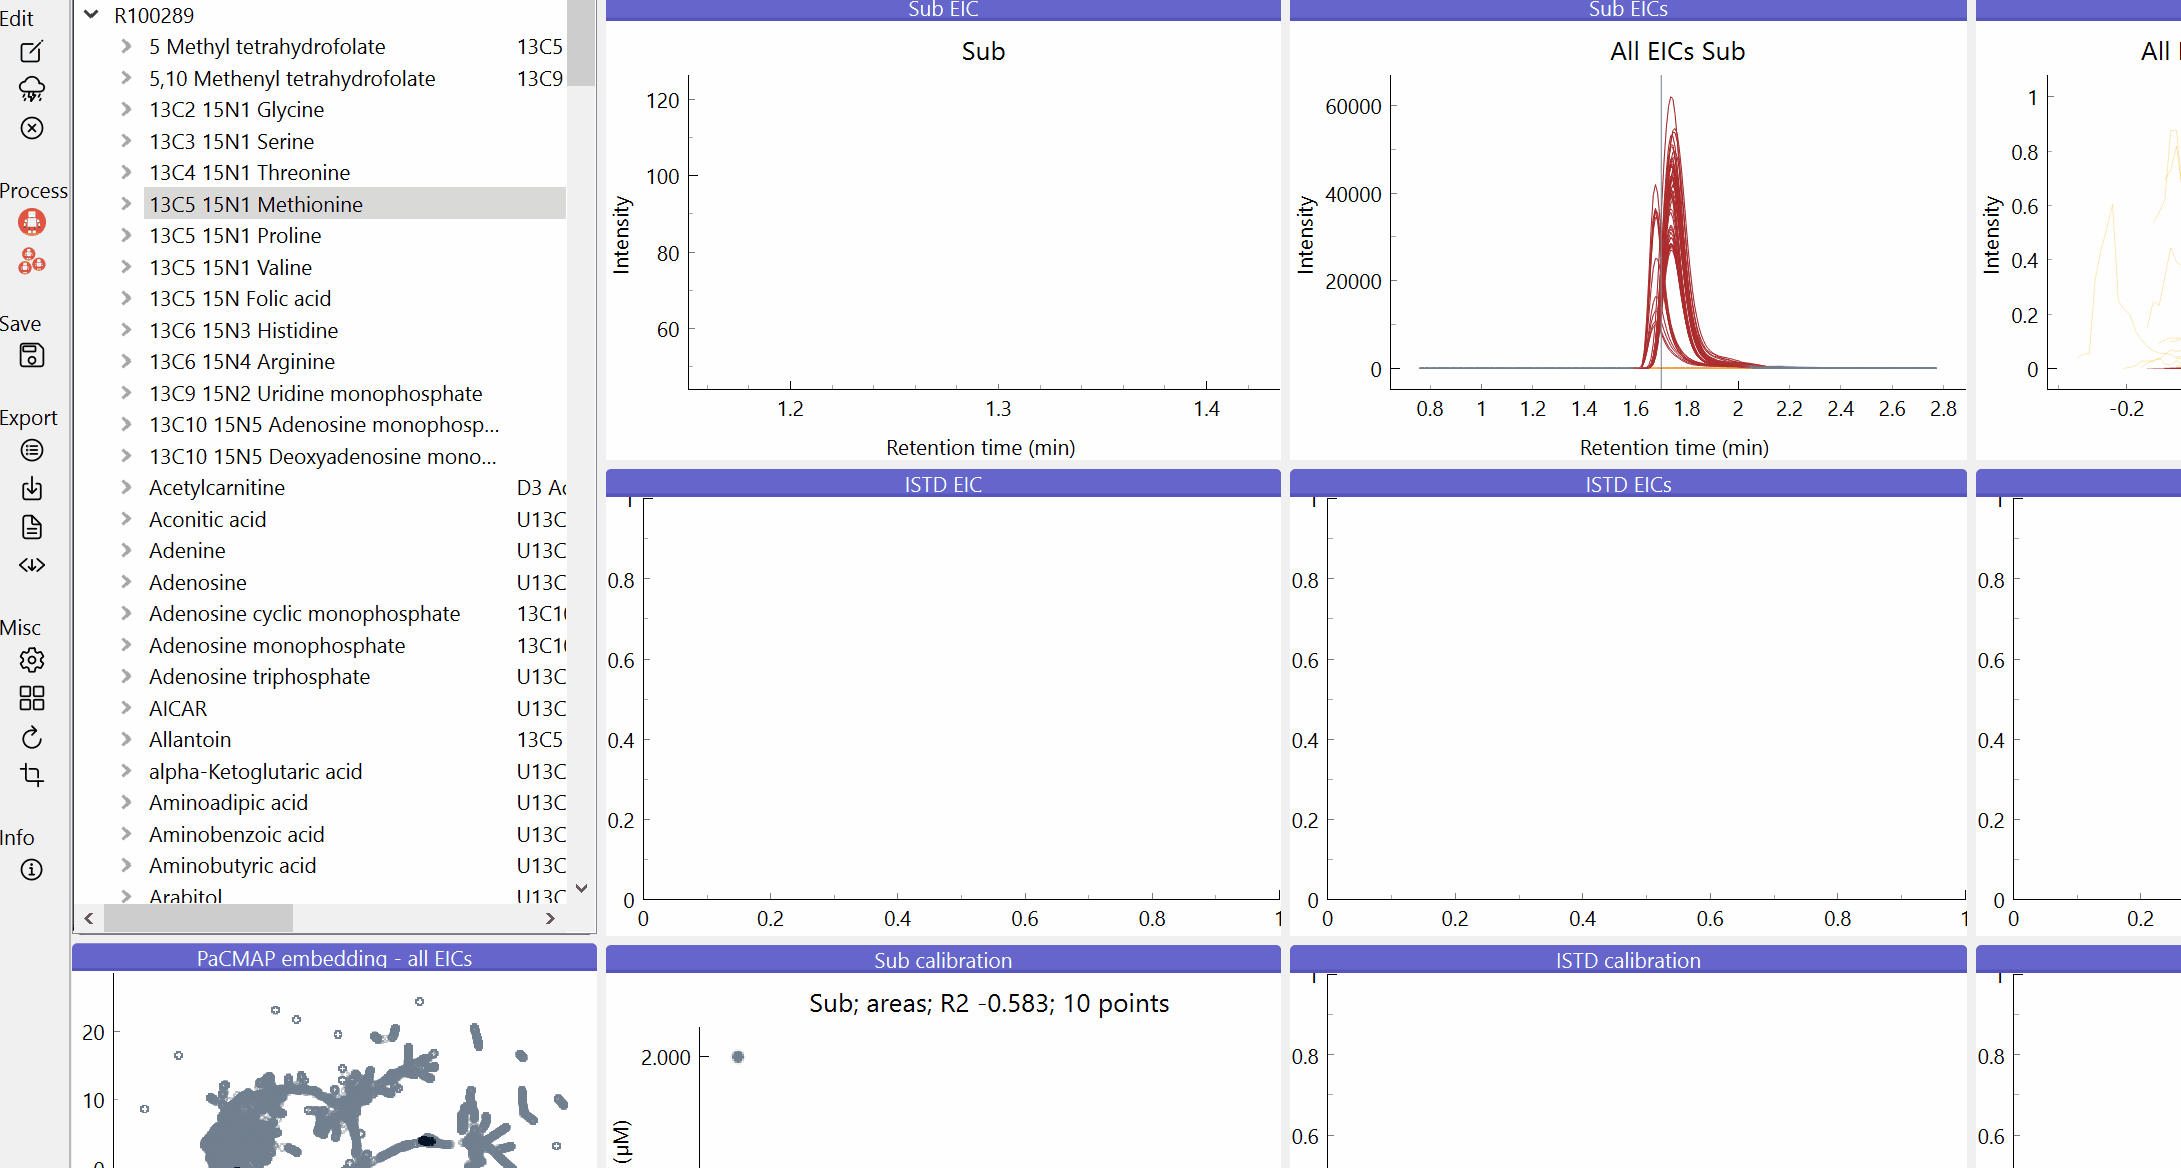 Edit
Process
Save
Export
Misc
Info
R100289
5 Methyl tetrahydrofolate 13C5
5,10 Methenyl tetrahydrofolate 13C9
13C2 15N1 Glycine
13C3 15N1 Serine
13C4 15N1 Threonine
13C5 15N1 Methionine
13C5 15N1 Proline
13C5 15N1 Valine
13C5 15N Folic acid
13C6 15N3 Histidine
13C6 15N4 Arginine
13C9 15N2 Uridine monophosphate
13C10 15N5 Adenosine monophosp...
13C10 15N5 Deoxyadenosine mono...
Acetylcarnitine D3
Aconitic acid U13C
Adenine U13C
Adenosine U13C
Adenosine cyclic monophosphate
Adenosine monophosphate
Adenosine triphosphate U13C
AICAR U13C
Allantoin 13C5
alpha-Ketoglutaric acid U13C
Aminoadipic acid U13C
Aminobenzoic acid U13C
Aminobutyric acid U13C
Arabitol U13C
PaCMAP embedding - all EICs
20
10
0
Sub EIC
Sub
120
100
80
60
Intensity
1.2 1.3 1.4
Retention time (min)
Sub EICs
All EICs Sub
60000
40000
20000
0
Intensity
0.8 1 1.2 1.4 1.6 1.8 2 2.2 2.4 2.6 2.8
Retention time (min)
All
1
0.8
0.6
0.4
0.2
0
Intensity
-0.2
ISTD EIC
1
0.8
0.6
0.4
0.2
0
0 0.2 0.4 0.6 0.8 1
ISTD EICs
1
0.8
0.6
0.4
0.2
0
0 0.2 0.4 0.6 0.8 1
1
0.8
0.6
0.4
0.2
0
0 0.2
Sub calibration
Sub; areas; R2 -0.583; 10 points
2.000
(µM)
ISTD calibration
1
0.8
0.6
1
0.8
0.6